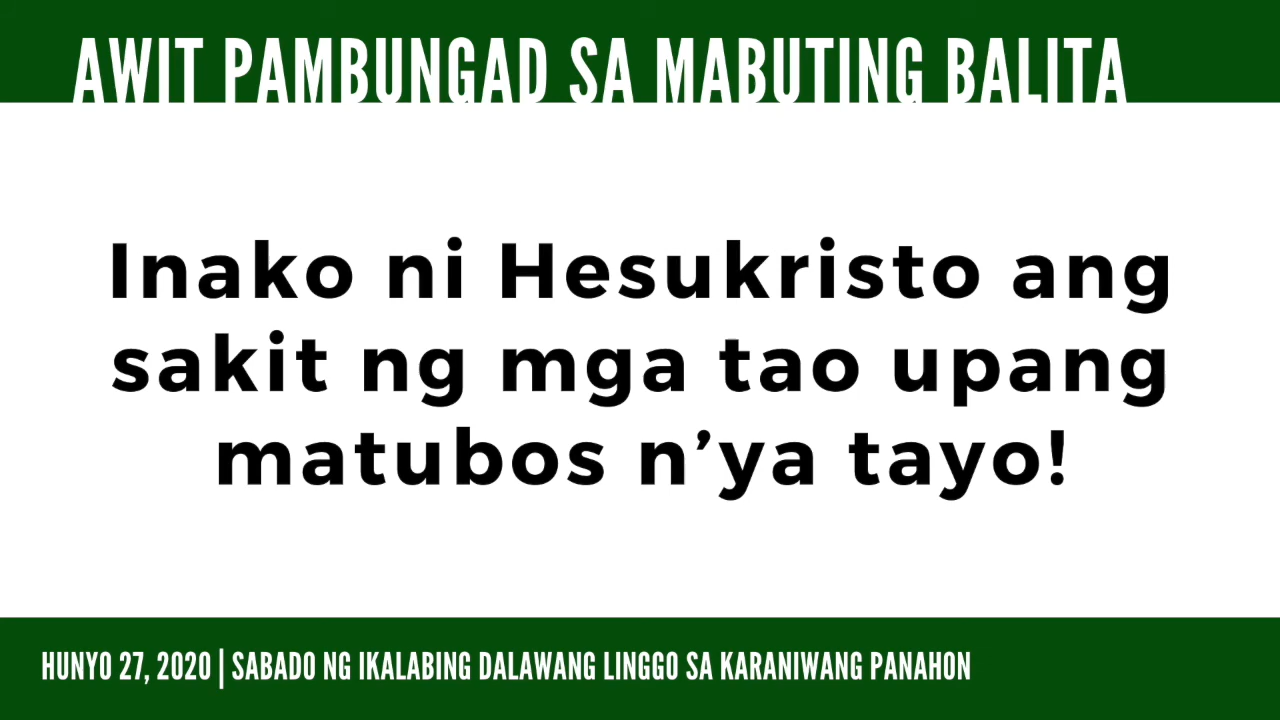 AWIT PAMBUNGAD SA MABUTING BALITA
Inako ni Hesukristo ang
sakit ng mga tao upang
matubos n’ya tayo!
HUNYO 27, 2020 | SABADO NG IKALABING DALAWANG LINGGO SA KARANIWANG PANAHON